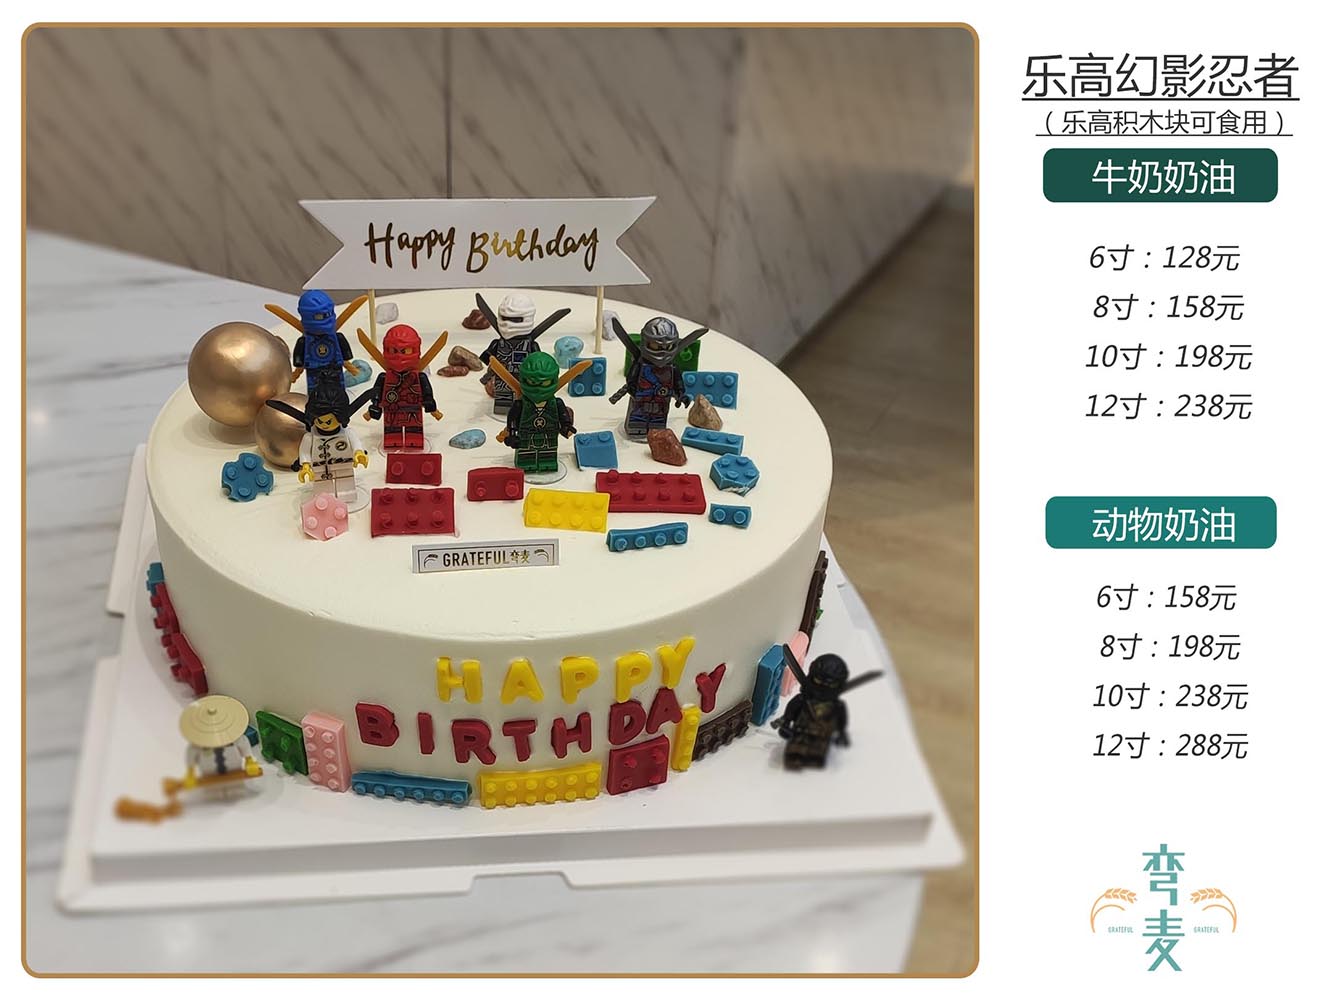 乐高幻影忍者
（乐高积木块可食用）
牛奶奶油
6寸：128元
8寸：158元
10寸：198元
12寸：238元
动物奶油
6寸：158元
8寸：198元
10寸：238元
12寸：288元
弯麦
GRATEFUL GRATEFUL
Happy Birthday
GRATEFUL弯麦
HAPPY
BIRTHDAY